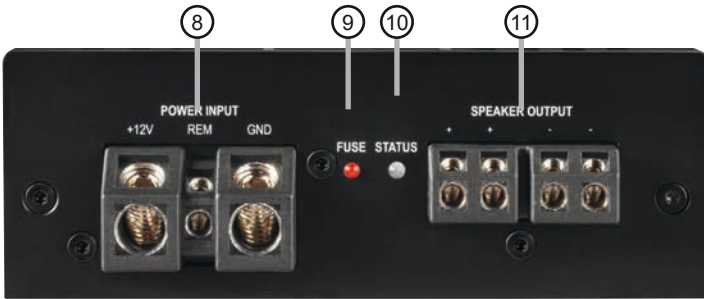 8 9 10 11
POWER INPUT SPEAKER OUTPUT
+12V REM GND + + - -
FUSE STATUS